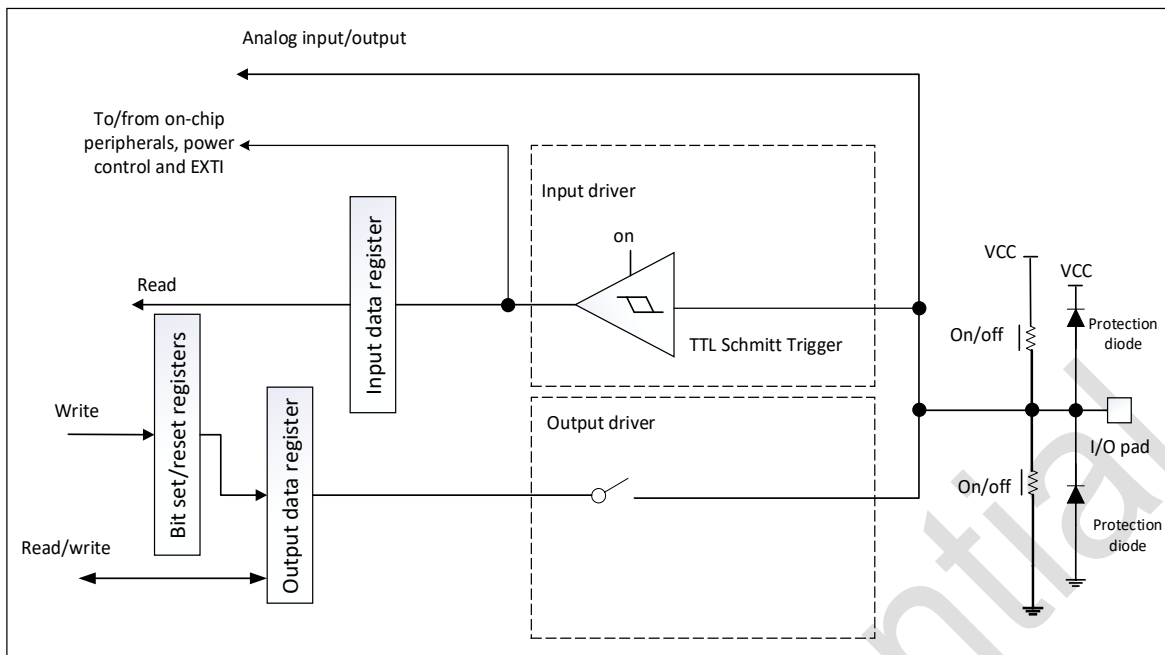 Analog input/output
To/from on-chip
peripherals, power
control and EXTI
Input driver
on
Input data register
Read
TTL Schmitt Trigger
VCC
VCC
On/off
Protection
diode
Bit set/reset registers
Write
Output data register
Output driver
I/O pad
On/off
Protection
diode
Read/write
ntial